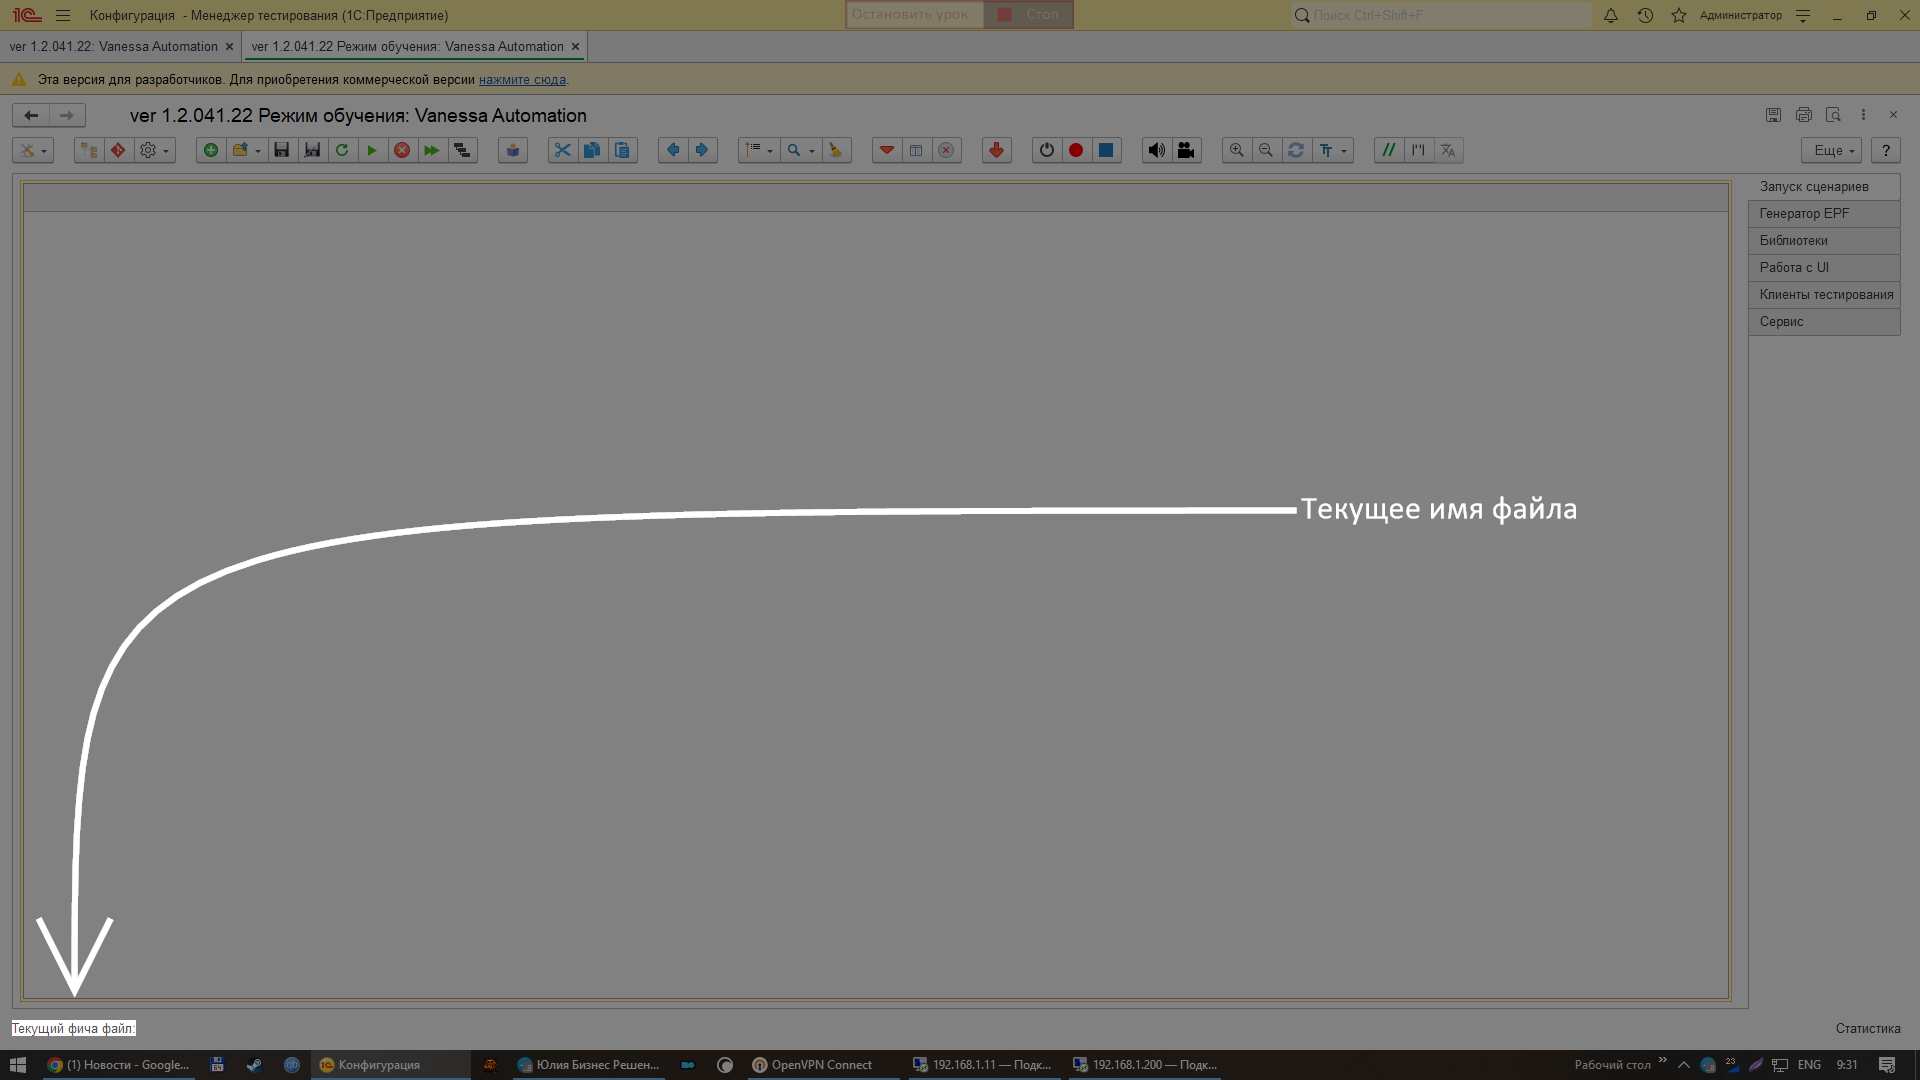 Конфигурация - Менеджер тестирования (1С:Предприятие)
Остановить урок
Стоп
Поиск Ctrl+Shift+F
Администратор
ver 1.2.041.22: Vanessa Automation
ver 1.2.041.22 Режим обучения: Vanessa Automation
Эта версия для разработчиков. Для приобретения коммерческой версии нажмите сюда.
ver 1.2.041.22 Режим обучения: Vanessa Automation
Еще
?
Запуск сценариев
Генератор EPF
Библиотеки
Работа с UI
Клиенты тестирования
Сервис
Текущее имя файла
Текущий фича файл:
Статистика
(1) Новости - Google...
Конфигурация
Юлия Бизнес Решен...
OpenVPN Connect
192.168.1.11 — Подк...
192.168.1.200 — Подк...
Рабочий стол
23
ENG
9:31